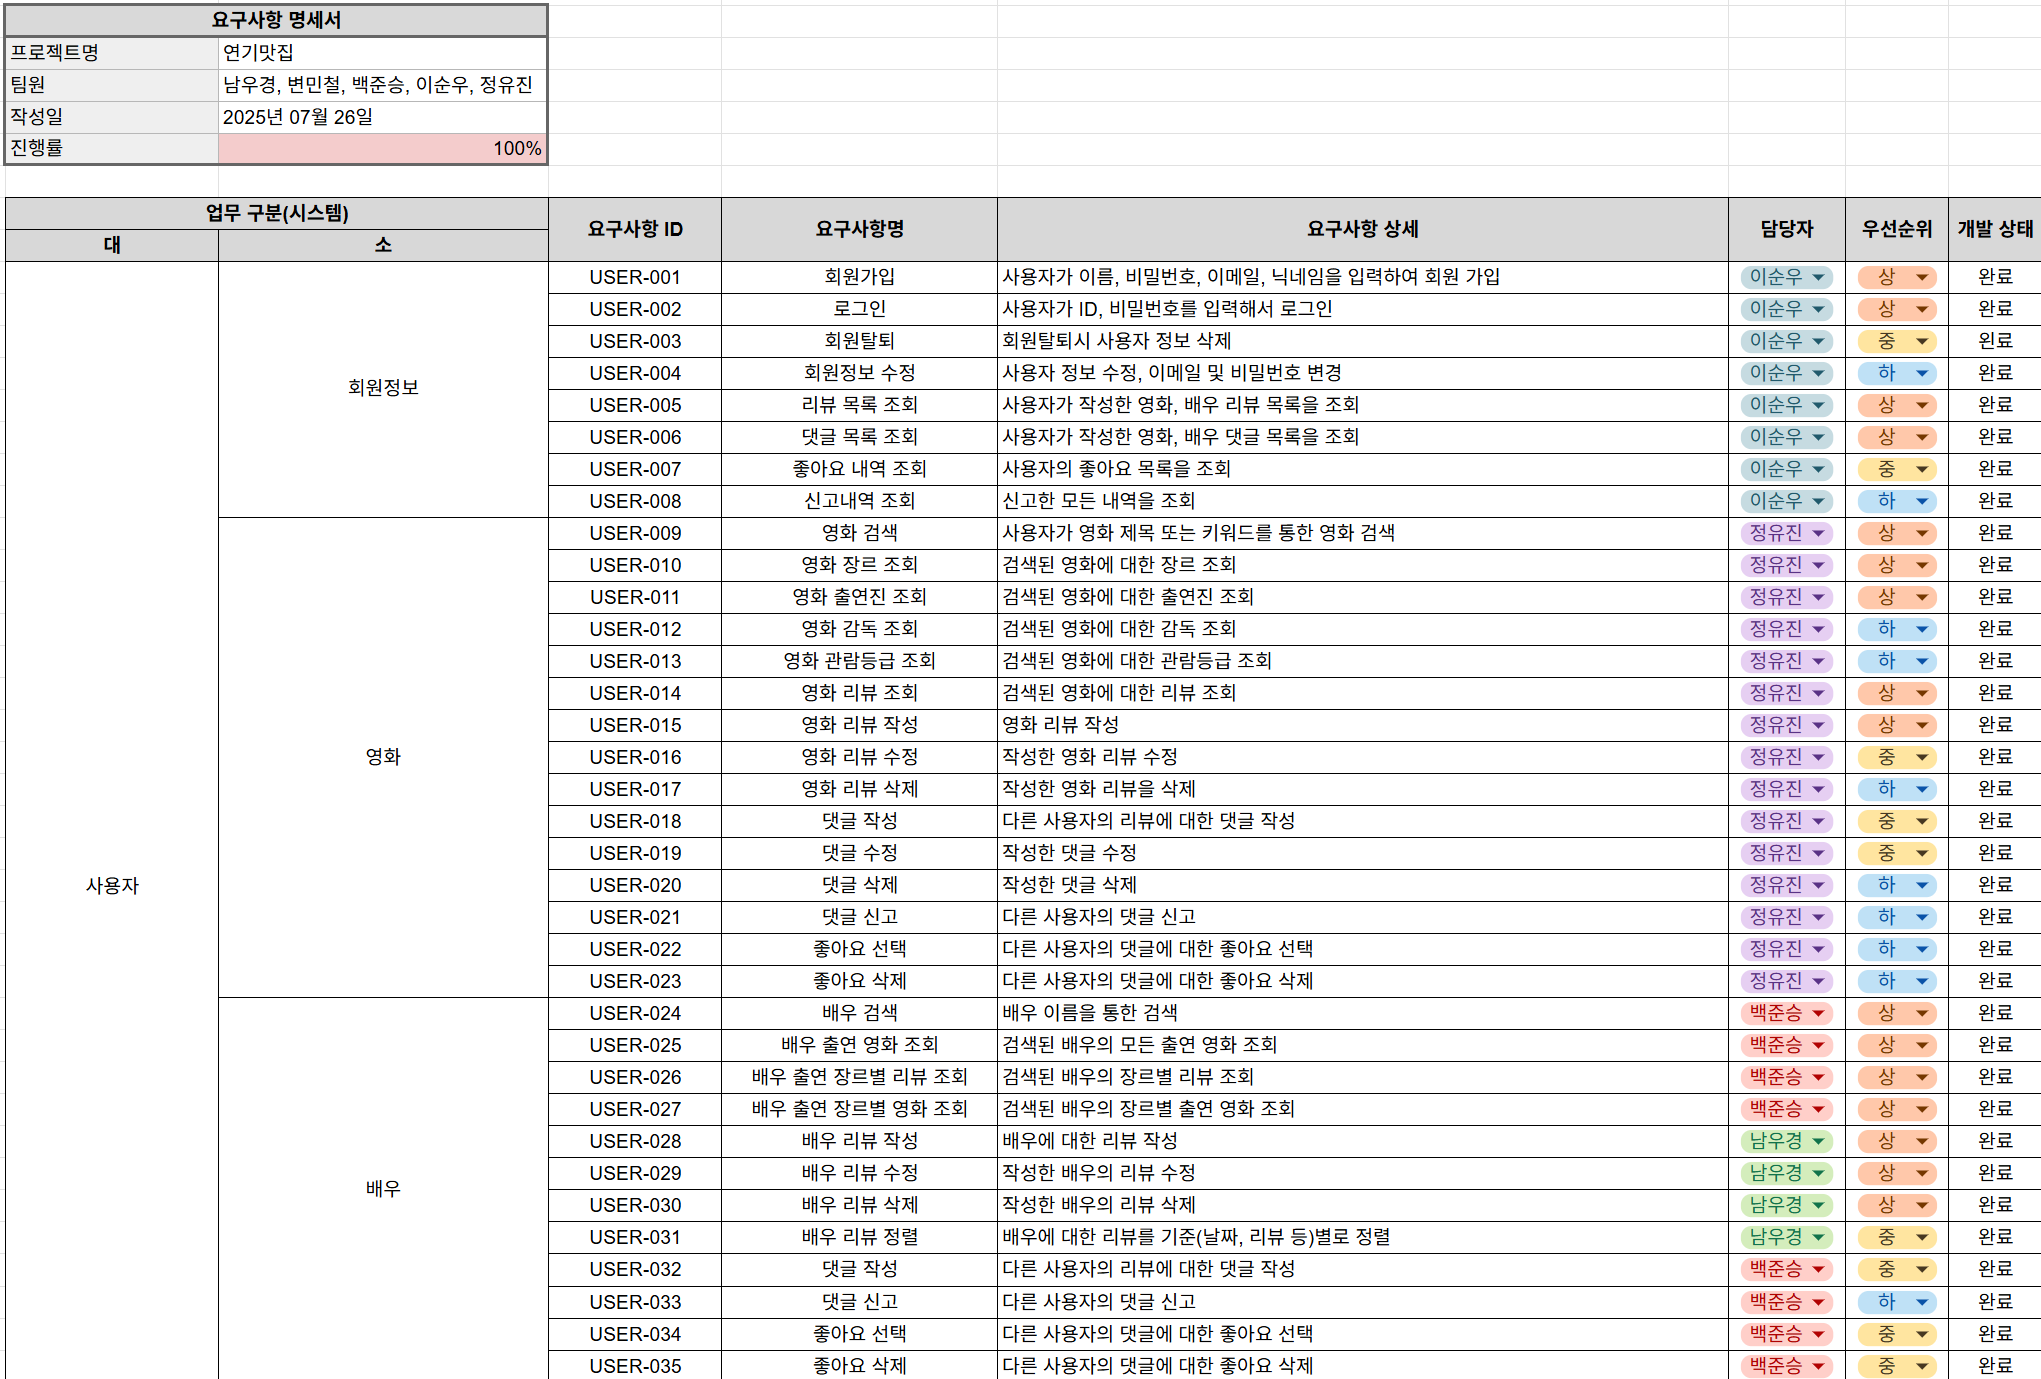 요구사항 명세서
프로젝트명 연기맛집
팀원 남우경, 변민철, 백준승, 이순우, 정유진
작성일 2025년 07월 26일
진행률 100%
업무 구분(시스템) 요구사항 ID 요구사항명 요구사항 상세 담당자 우선순위 개발 상태
대 소
사용자
회원정보
USER-001 회원가입 사용자가 이름, 비밀번호, 이메일, 닉네임을 입력하여 회원 가입 이순우 상 완료
USER-002 로그인 사용자가 ID, 비밀번호를 입력해서 로그인 이순우 상 완료
USER-003 회원탈퇴 회원탈퇴시 사용자 정보 삭제 이순우 중 왼료
USER-004 회원정보 수정 사용자 정보 수정, 이메일 및 비밀번호 변경 이순우 하 완료
USER-005 리뷰 목록 조회 사용자가 작성한 영화, 배우 리뷰 목록을 조회 이순우 상 완료
USER-006 댓글 목록 조회 사용자가 작성한 영화, 배우 댓글 목록을 조회 이순우 상 완료
USER-007 좋아요 내역 조회 사용자의 좋아요 목록을 조회 이순우 중 완료
USER-008 신고내역 조회 신고한 모든 내역을 조회 이순우 하 완료
영화
USER-009 영화 검색 사용자가 영화 제목 또는 키워드를 통한 영화 검색 정유진 상 완료
USER-010 영화 장르 조회 검색된 영화에 대한 장르 조회 정유진 상 완료
USER-011 영화 출연진 조회 검색된 영화에 대한 출연진 조회 정유진 상 완료
USER-012 영화 감독 조회 검색된 영화에 대한 감독 조회 정유진 하 완료
USER-013 영화 관람등급 조회 검색된 영화에 대한 관람등급 조회 정유진 하 완료
USER-014 영화 리뷰 조회 검색된 영화에 대한 리뷰 조회 정유진 상 완료
USER-015 영화 리뷰 작성 영화 리뷰 작성 정유진 상 완료
USER-016 영화 리뷰 수정 작성한 영화 리뷰 수정 정유진 중 완료
USER-017 영화 리뷰 삭제 작성한 영화 리뷰을 삭제 정유진 하 완료
USER-018 댓글 작성 다른 사용자의 리뷰에 대한 댓글 작성 정유진 중 완료
USER-019 댓글 수정 작성한 댓글 수정 정유진 중 완료
USER-020 댓글 삭제 작성한 댓글 삭제 정유진 하 완료
USER-021 댓글 신고 다른 사용자의 댓글 신고 정유진 하 완료
USER-022 좋아요 선택 다른 사용자의 댓글에 대한 좋아요 선택 정유진 하 완료
USER-023 좋아요 삭제 다른 사용자의 댓글에 대한 좋아요 삭제 정유진 하 완료
배우
USER-024 배우 검색 배우 이름을 통한 검색 백준승 상 완료
USER-025 배우 출연 영화 조회 검색된 배우의 모든 출연 영화 조회 백준승 상 완료
USER-026 배우 출연 장르별 리뷰 조회 검색된 배우의 장르별 리뷰 조회 백준승 상 완료
USER-027 배우 출연 장르별 영화 조회 검색된 배우의 장르별 출연 영화 조회 백준승 상 완료
USER-028 배우 리뷰 작성 배우에 대한 리뷰 작성 남우경 상 완료
USER-029 배우 리뷰 수정 작성한 배우의 리뷰 수정 남우경 상 완료
USER-030 배우 리뷰 삭제 작성한 배우의 리뷰 삭제 남우경 상 완료
USER-031 배우 리뷰 정렬 배우에 대한 리뷰를 기준(날짜, 리뷰 등)별로 정렬 남우경 중 완료
USER-032 댓글 작성 다른 사용자의 리뷰에 대한 댓글 작성 백준승 중 완료
USER-033 댓글 신고 다른 사용자의 댓글 신고 백준승 하 완료
USER-034 좋아요 선택 다른 사용자의 댓글에 대한 좋아요 선택 백준승 중 완료
USER-035 좋아요 삭제 다른 사용자의 댓글에 대한 좋아요 삭제 백준승 중 완료